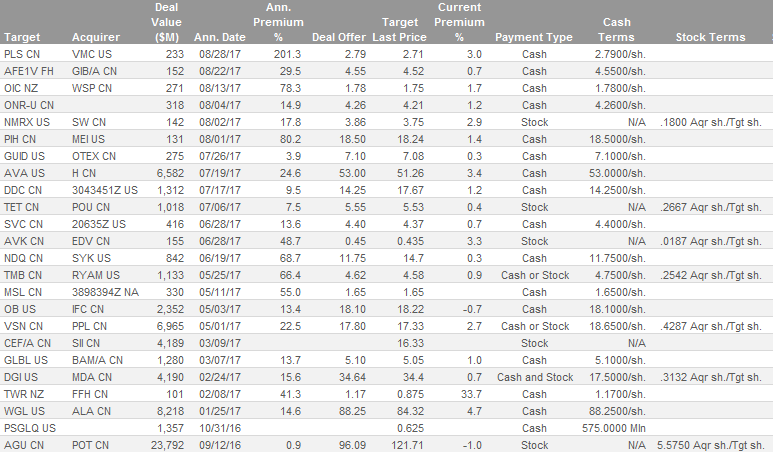 Deal Ann. Current
Value Premium Target Premium Cash
Target Acquirer ($M) Ann. Date % Deal Offer Last Price % Payment Type Terms Stock Terms
PLS CN VMC US 233 08/28/17 201.3 2.79 2.71 3.0 Cash 2.7900/sh.
AFE1V FH GIB/A CN 152 08/22/17 29.5 4.55 4.52 0.7 Cash 4.5500/sh.
OIC NZ WSP CN 271 08/13/17 78.3 1.78 1.75 1.7 Cash 1.7800/sh.
ONR-U CN 318 08/04/17 14.9 4.26 4.21 1.2 Cash 4.2600/sh.
NMRX US SW CN 142 08/02/17 17.8 3.86 3.75 2.9 Stock N/A .1800 Aqr sh./Tgt sh.
PIH CN MEI US 131 08/01/17 80.2 18.50 18.24 1.4 Cash 18.5000/sh.
GUID US OTEX CN 275 07/26/17 3.9 7.10 7.08 0.3 Cash 7.1000/sh.
AVA US H CN 6,582 07/19/17 24.6 53.00 51.26 3.4 Cash 53.0000/sh.
DDC CN 3043451Z US 1,312 07/17/17 9.5 14.25 17.67 1.2 Cash 14.2500/sh.
TET CN POU CN 1,018 07/06/17 7.5 5.55 5.53 0.4 Stock N/A .2667 Aqr sh./Tgt sh.
SVC CN 20635Z US 416 06/28/17 13.6 4.40 4.37 0.7 Cash 4.4000/sh.
AVK CN EDV CN 155 06/28/17 48.7 0.45 0.435 3.3 Stock N/A .0187 Aqr sh./Tgt sh.
NDQ CN SYK US 842 06/19/17 68.7 11.75 14.7 0.3 Cash 11.7500/sh.
TMB CN RYAM US 1,133 05/25/17 66.4 4.62 4.58 0.9 Cash or Stock 4.7500/sh. .2542 Aqr sh./Tgt sh.
MSL CN 3898394Z NA 330 05/11/17 55.0 1.65 1.65 Cash 1.6500/sh.
OB US IFC CN 2,352 05/03/17 13.4 18.10 18.22 -0.7 Cash 18.1000/sh.
VSN CN PPL CN 6,965 05/01/17 22.5 17.80 17.33 2.7 Cash or Stock 18.6500/sh. .4287 Aqr sh./Tgt sh.
CEF/A CN SII CN 4,189 03/09/17 16.33 Stock N/A
GLBL US BAM/A CN 1,280 03/07/17 13.7 5.10 5.05 1.0 Cash 5.1000/sh.
DGI US MDA CN 4,190 02/24/17 15.6 34.64 34.4 0.7 Cash and Stock 17.5000/sh. .3132 Aqr sh./Tgt sh.
TWR NZ FFH CN 101 02/08/17 41.3 1.17 0.875 33.7 Cash 1.1700/sh.
WGL US ALA CN 8,218 01/25/17 14.6 88.25 84.32 4.7 Cash 88.2500/sh.
PSGLQ US 1,357 10/31/16 0.625 Cash 575.0000 Mln
AGU CN POT CN 23,792 09/12/16 0.9 96.09 121.71 -1.0 Stock N/A 5.5750 Aqr sh./Tgt sh.